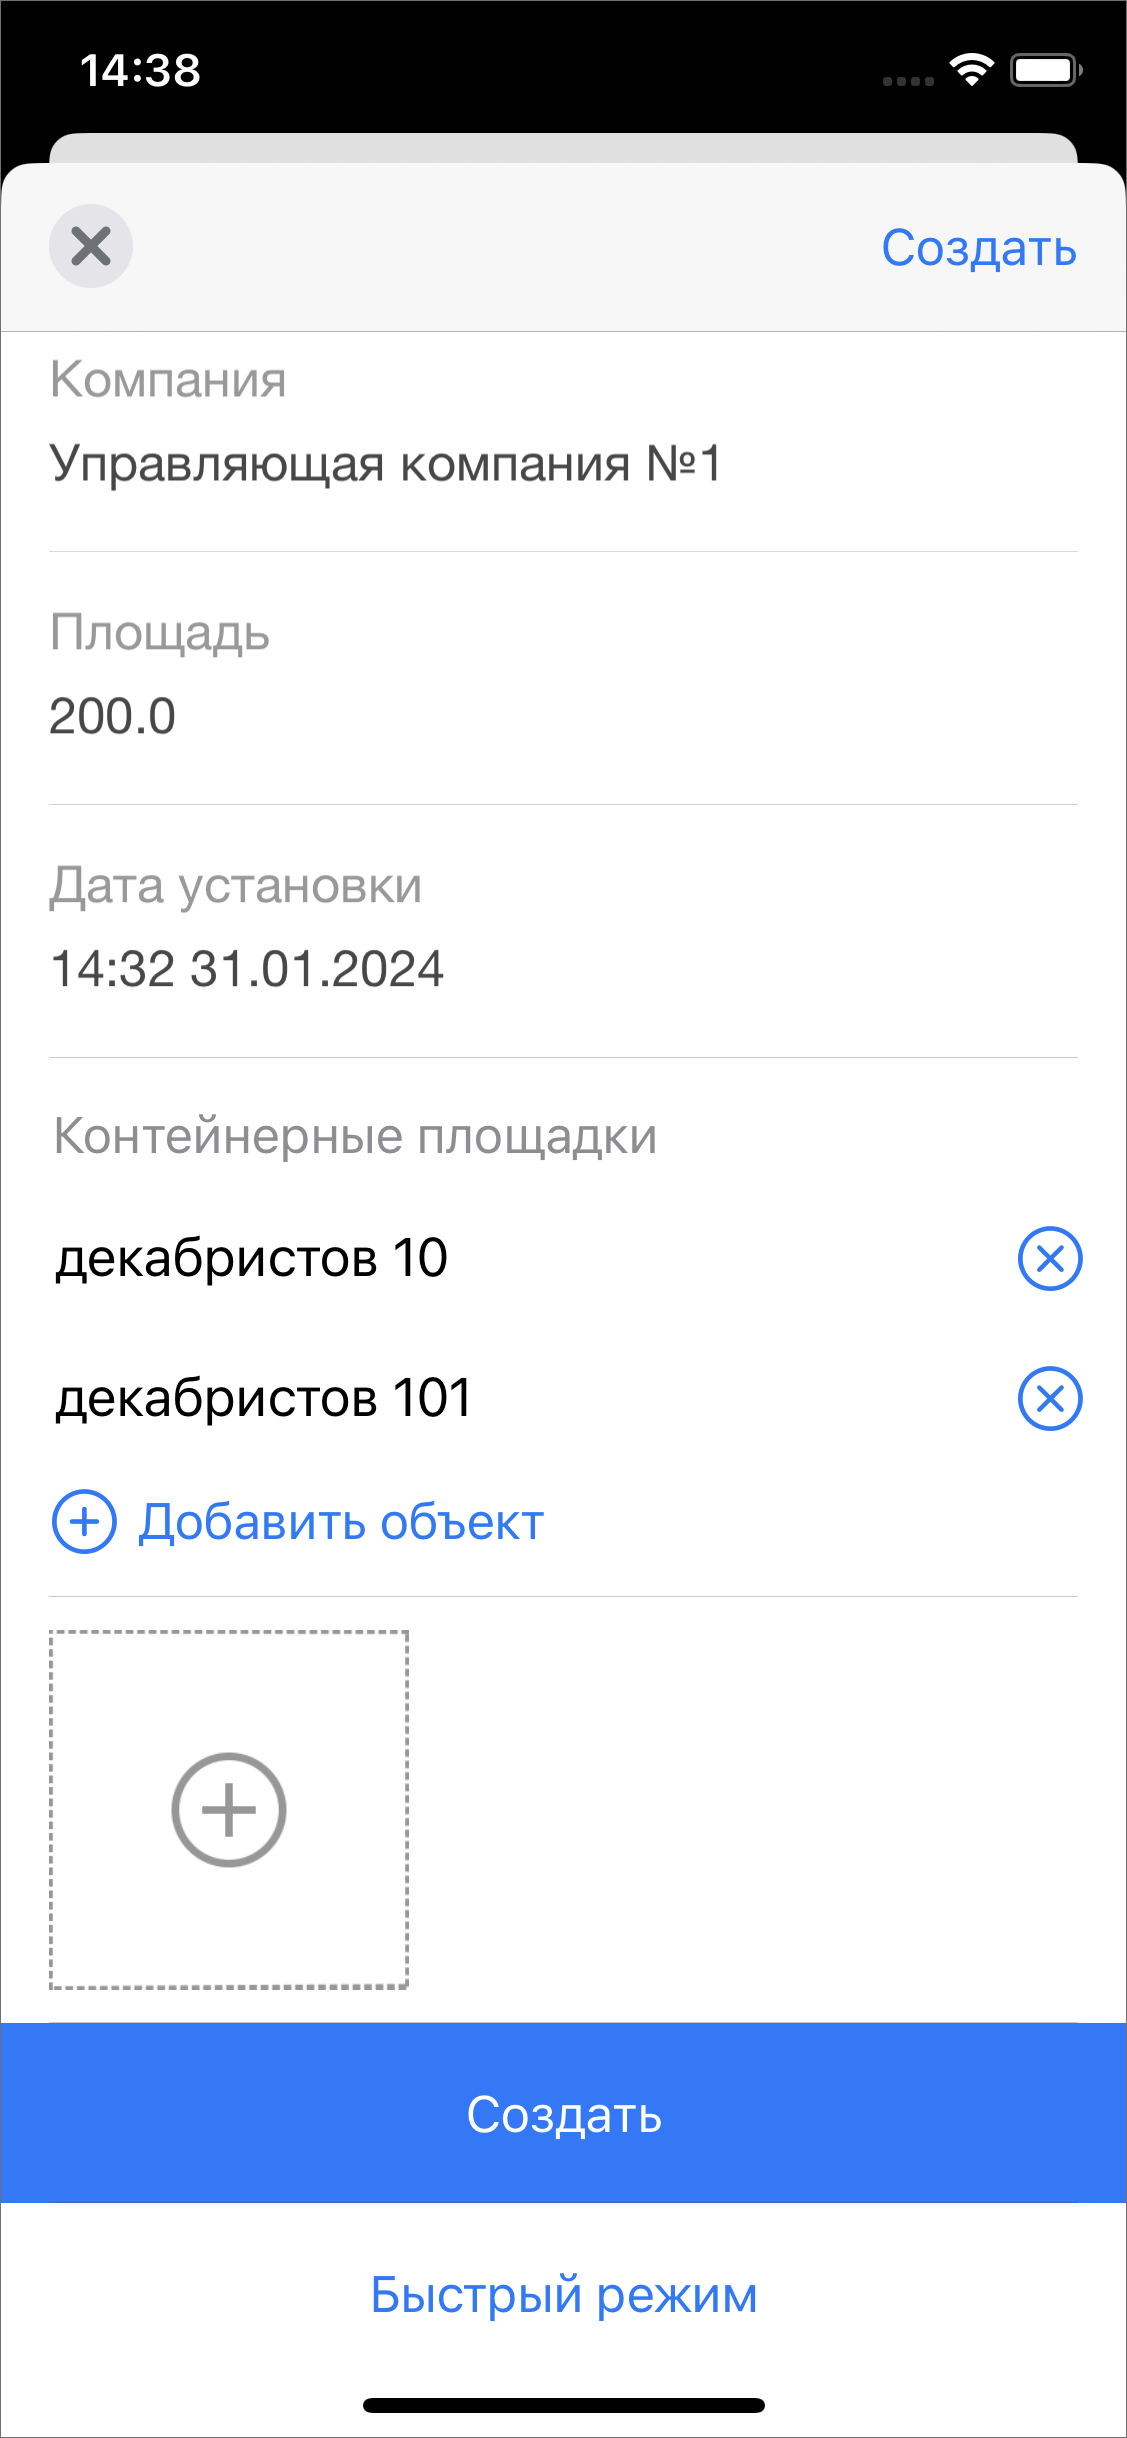 14:38
Создать
Компания
Управляющая компания №1
Площадь
200.0
Дата установки
14:32 31.01.2024
Контейнерные площадки
декабристов 10
декабристов 101
Добавить объект
Создать
Быстрый режим